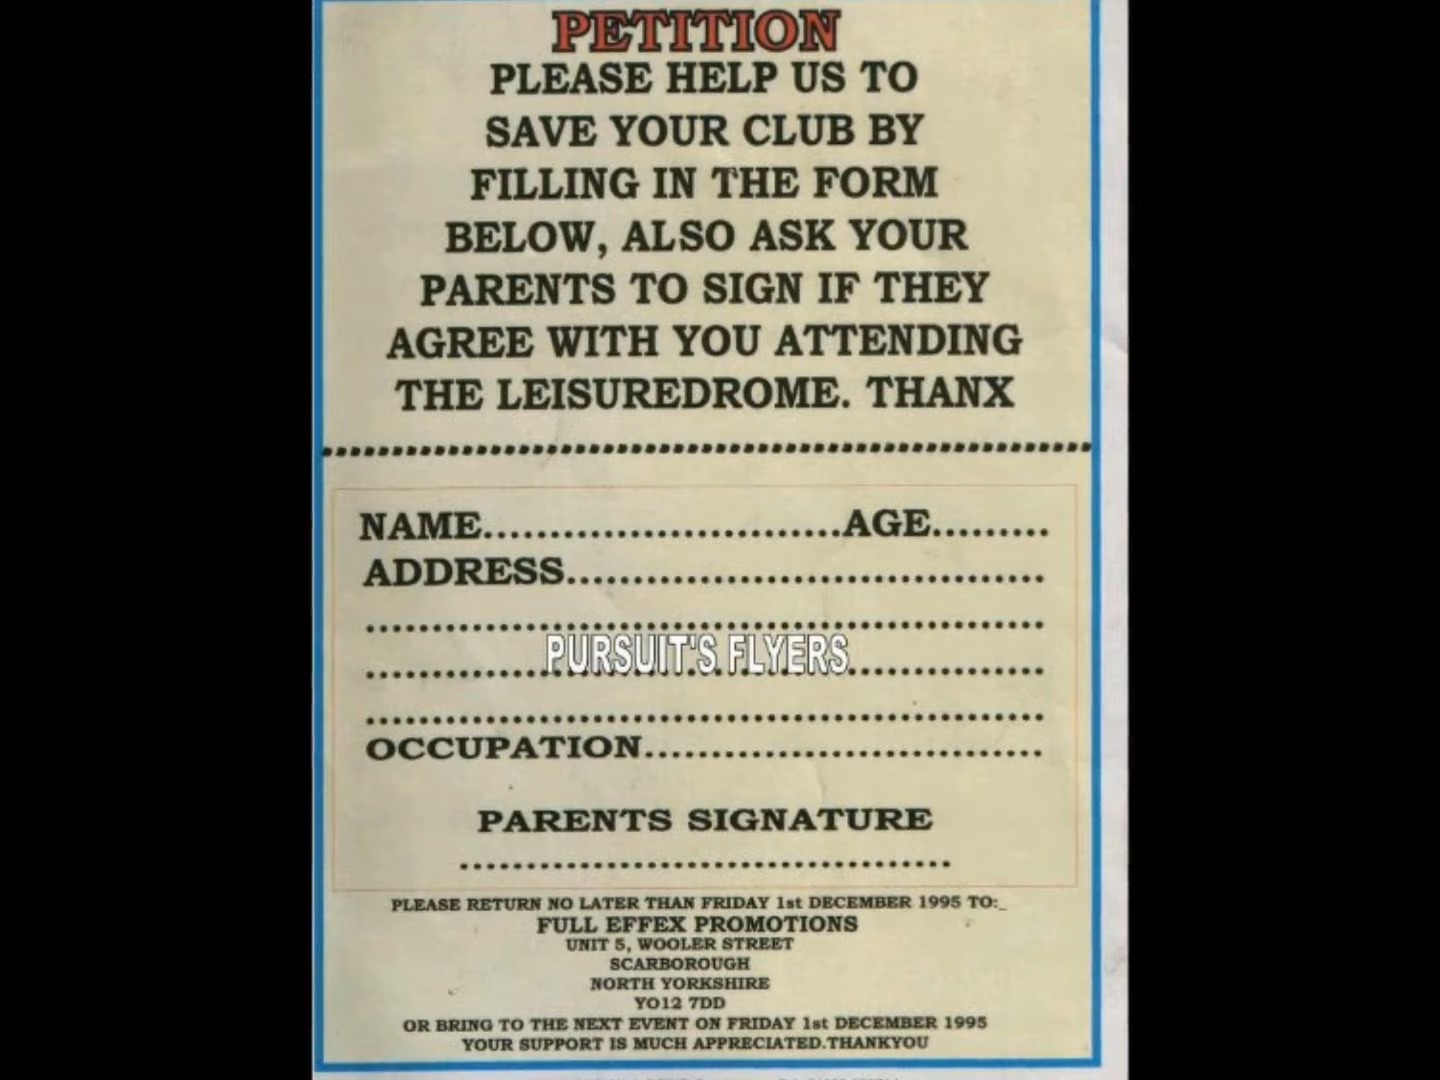 PETITION
PLEASE HELP US TO
SAVE YOUR CLUB BY
FILLING IN THE FORM
BELOW, ALSO ASK YOUR
PARENTS TO SIGN IF THEY
AGREE WITH YOU ATTENDING
THE LEISUREDROME. THANX
NAME...........................AGE.........
ADDRESS....................................
PURSUIT'S FLYERS
OCCUPATION..............................
PARENTS SIGNATURE
.....................................
PLEASE RETURN NO LATER THAN FRIDAY 1st DECEMBER 1995 TO:_
FULL EFFEX PROMOTIONS
UNIT 5, WOOLER STREET
SCARBOROUGH
NORTH YORKSHIRE
YO12 7DD
OR BRING TO THE NEXT EVENT ON FRIDAY 1st DECEMBER 1995
YOUR SUPPORT IS MUCH APPRECIATED.THANKYOU